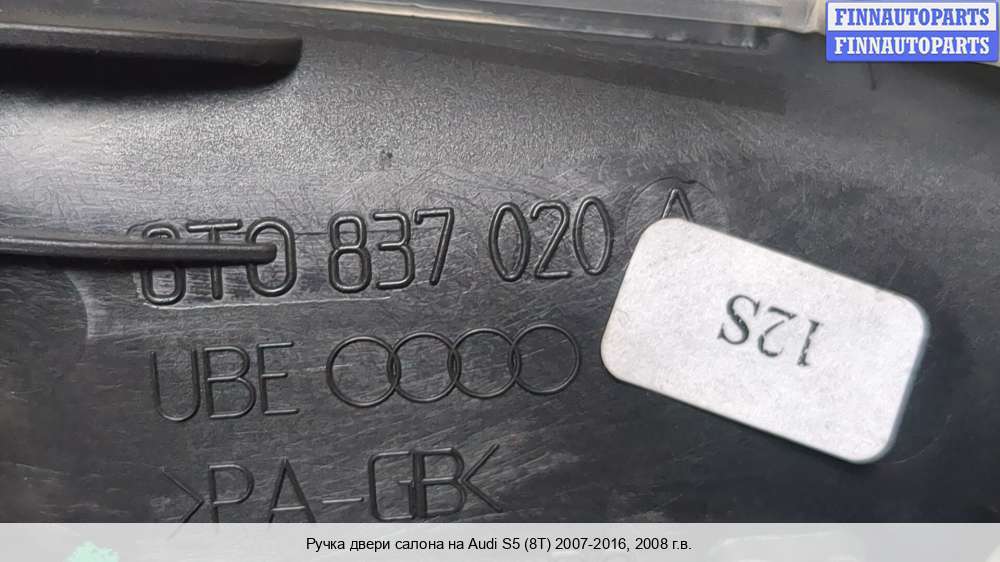 FINNAUTOPARTS
FINNAUTOPARTS
8T0 837 020 A
UBE
12S
>PA-GB<
Ручка двери салона на Audi S5 (8T) 2007-2016, 2008 г.в.